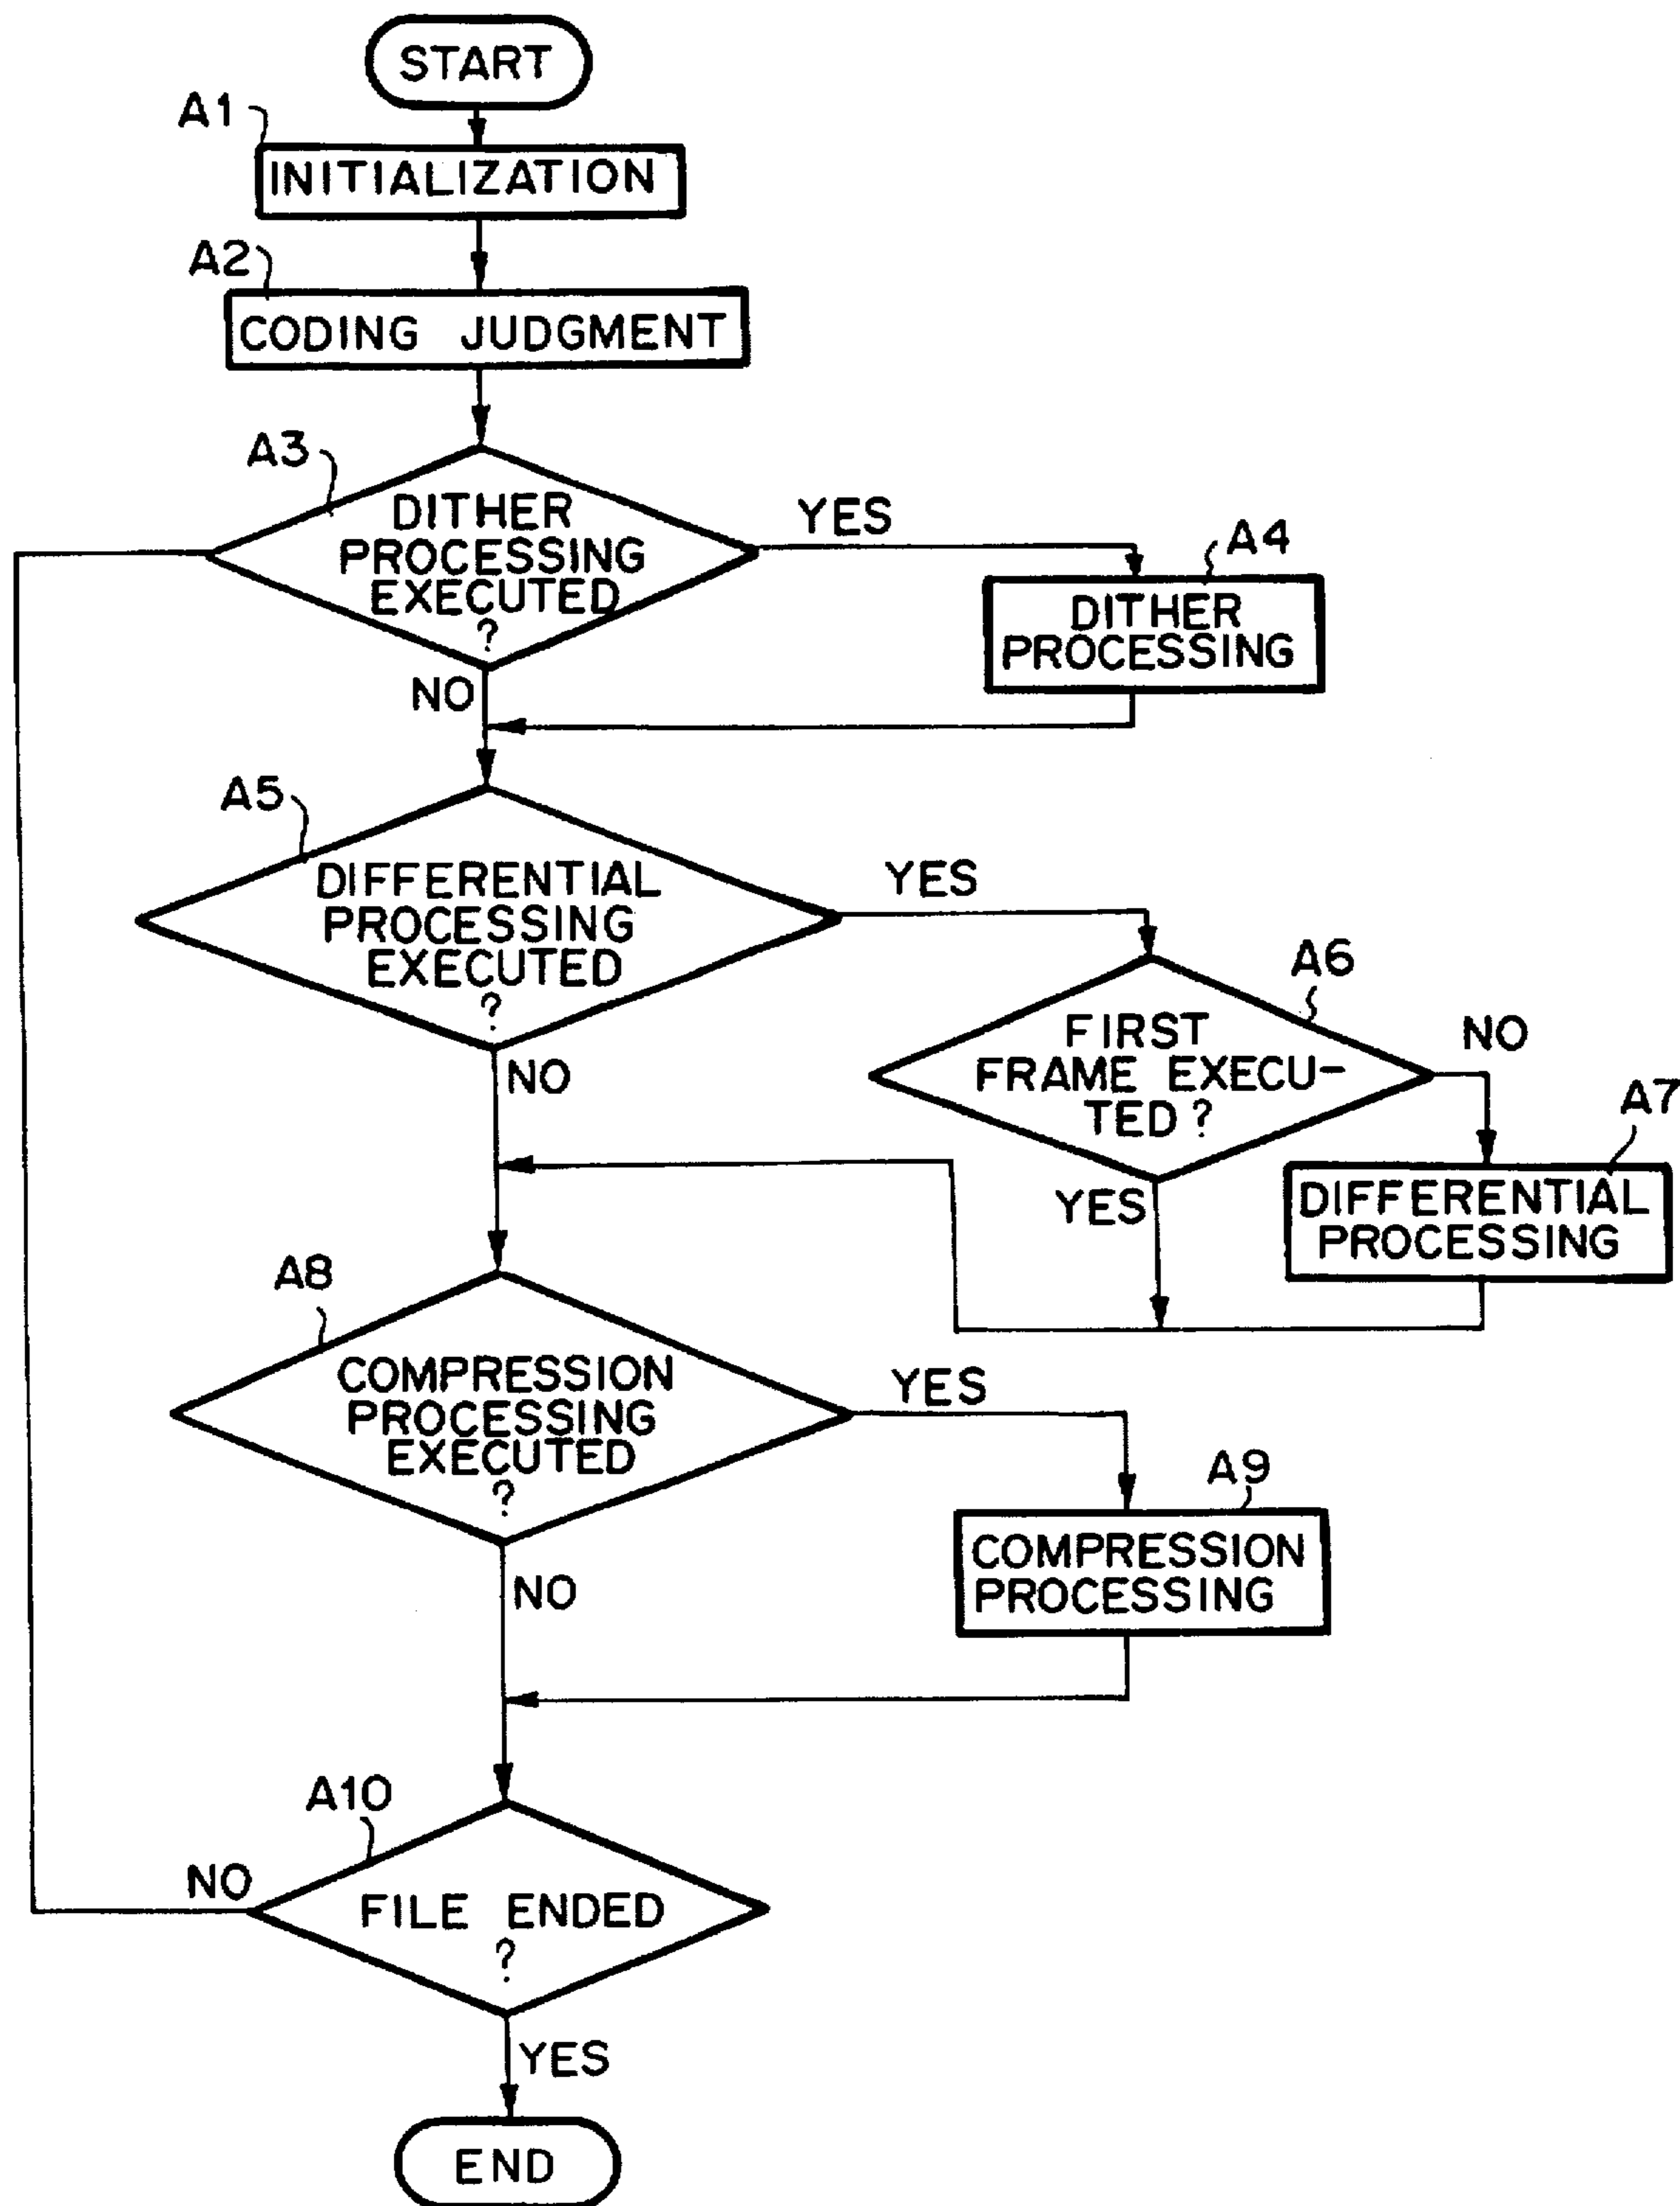 START
A1
INITIALIZATION
A2
CODING JUDGMENT
A3
DITHER
PROCESSING
EXECUTED
?
YES
NO
A4
DITHER
PROCESSING
A5
DIFFERENTIAL
PROCESSING
EXECUTED
?
YES
NO
A6
FIRST
FRAME EXECU-
TED?
NO
YES
A7
DIFFERENTIAL
PROCESSING
A8
COMPRESSION
PROCESSING
EXECUTED
?
YES
NO
A9
COMPRESSION
PROCESSING
A10
FILE ENDED
?
NO
YES
END